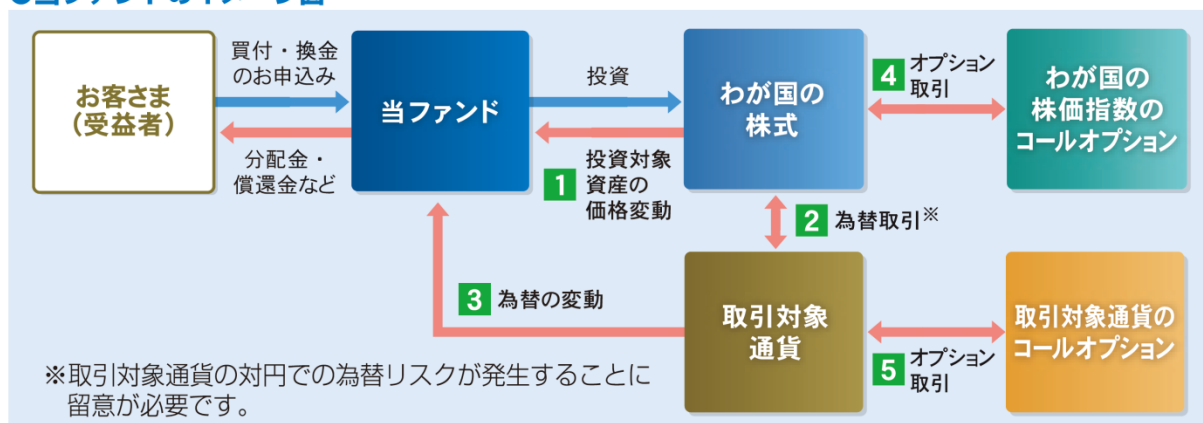 買付・換金
のお申込み
お客さま
（受益者）
当ファンド
投資
わが国の
株式
4 オプション
取引
わが国の
株価指数の
コールオプション
分配金・
償還金など
1 投資対象
資産の
価格変動
2 為替取引※
3 為替の変動
取引対象
通貨
5 オプション
取引
取引対象通貨の
コールオプション
※取引対象通貨の対円での為替リスクが発生することに
留意が必要です。